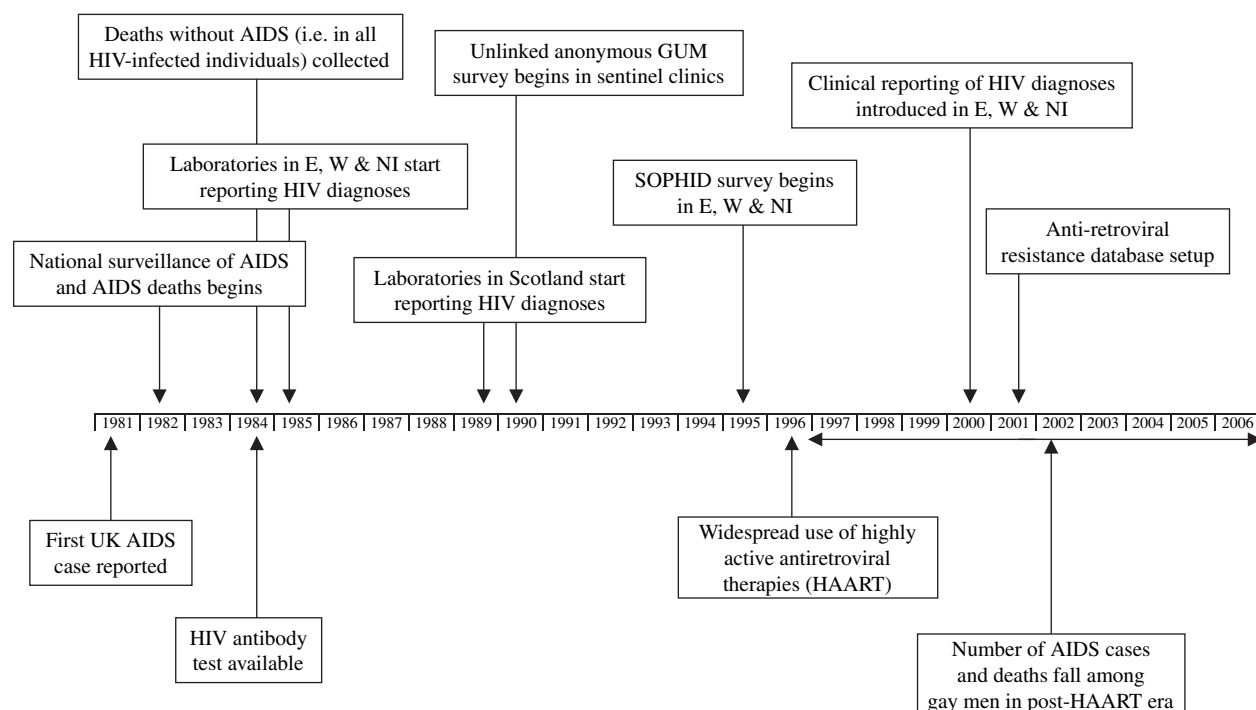 Deaths without AIDS (i.e. in all
HIV-infected individuals) collected
Unlinked anonymous GUM
survey begins in sentinel clinics
Clinical reporting of HIV diagnoses
introduced in E, W & NI
Laboratories in E, W & NI start
reporting HIV diagnoses
SOPHID survey begins
in E, W & NI
National surveillance of AIDS
and AIDS deaths begins
Laboratories in Scotland start
reporting HIV diagnoses
Anti-retroviral
resistance database setup
1981 1982 1983 1984 1985 1986 1987 1988 1989 1990 1991 1992 1993 1994 1995 1996 1997 1998 1999 2000 2001 2002 2003 2004 2005 2006
First UK AIDS
case reported
HIV antibody
test available
Widespread use of highly
active antiretroviral
therapies (HAART)
Number of AIDS cases
and deaths fall among
gay men in post-HAART era